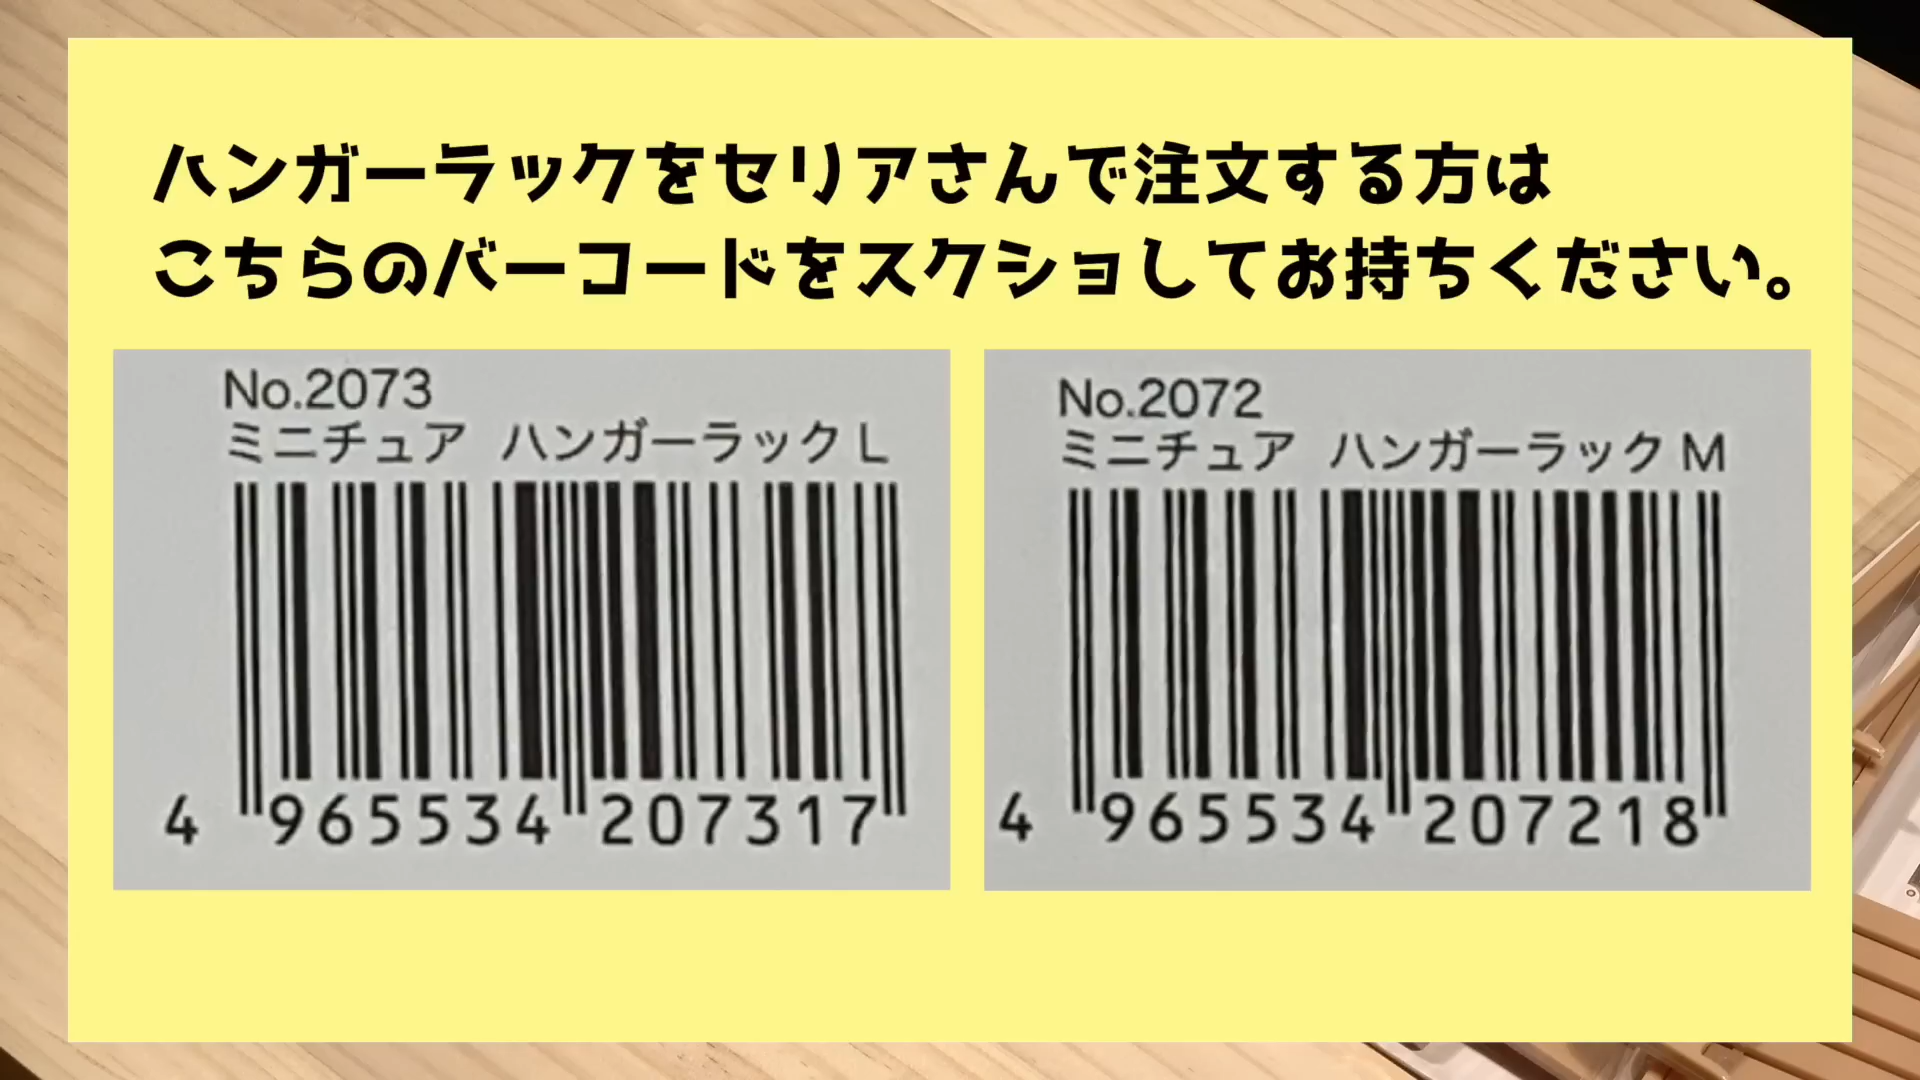 ハンガーラックをセリアさんで注文する方は
こちらのバーコードをスクショしてお持ちください。
No.2073
ミニチュア ハンガーラック L
4 965534 207317
No.2072
ミニチュア ハンガーラック M
4 965534 207218